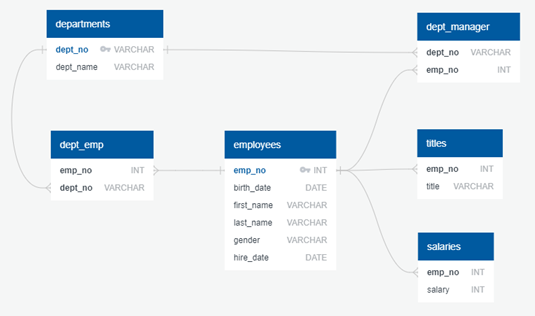 departments
dept_no VARCHAR
dept_name VARCHAR
dept_manager
dept_no VARCHAR
emp_no INT
dept_emp
emp_no INT
dept_no VARCHAR
employees
emp_no INT
birth_date DATE
first_name VARCHAR
last_name VARCHAR
gender VARCHAR
hire_date DATE
titles
emp_no INT
title VARCHAR
salaries
emp_no INT
salary INT